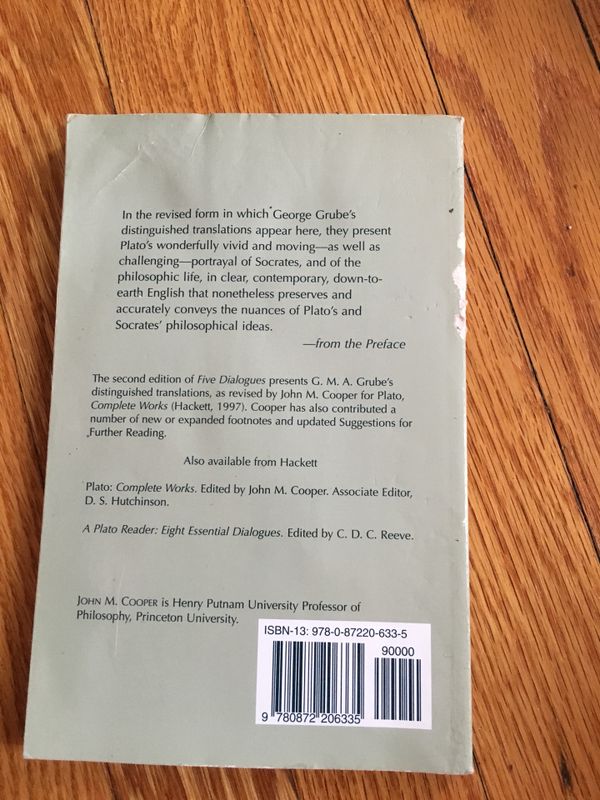 In the revised form in which George Grube's
distinguished translations appear here, they present
Plato's wonderfully vivid and moving—as well as
challenging—portrayal of Socrates, and of the
philosophic life, in clear, contemporary, down-to-
earth English that nonetheless preserves and
accurately conveys the nuances of Plato's and
Socrates' philosophical ideas.
—from the Preface
The second edition of Five Dialogues presents G. M. A. Grube's
distinguished translations, as revised by John M. Cooper for Plato,
Complete Works (Hackett, 1997). Cooper has also contributed a
number of new or expanded footnotes and updated Suggestions for
Further Reading.
Also available from Hackett
Plato: Complete Works. Edited by John M. Cooper. Associate Editor,
D. S. Hutchinson.
A Plato Reader: Eight Essential Dialogues. Edited by C. D. C. Reeve.
JOHN M. COOPER is Henry Putnam University Professor of
Philosophy, Princeton University.
ISBN-13: 978-0-87220-633-5
90000
9 780872 206335